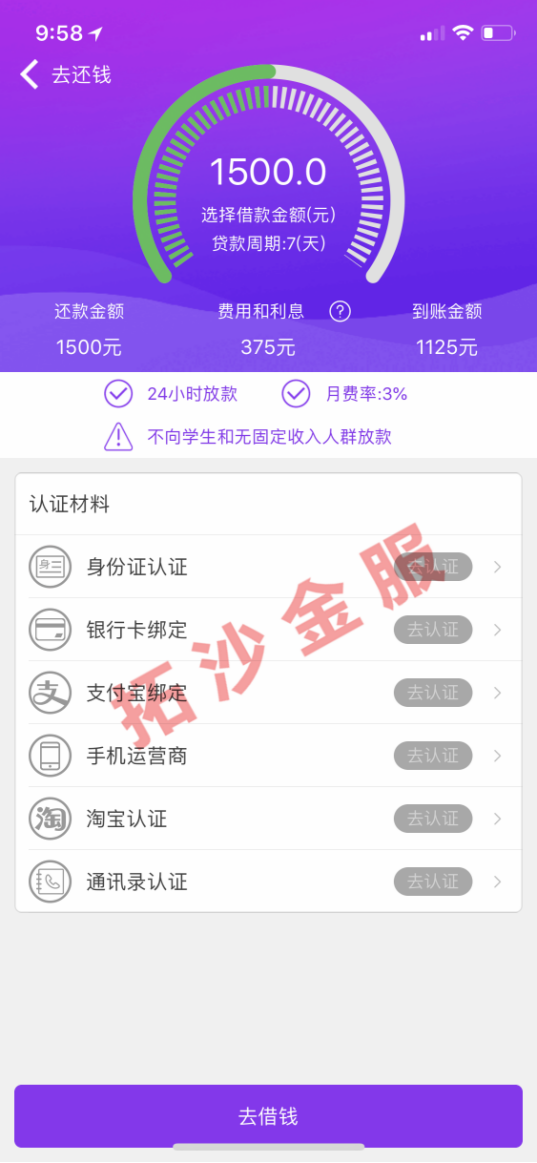 9:58
去还钱
1500.0
选择借款金额(元)
贷款周期:7(天)
还款金额 费用和利息 ? 到账金额
1500元 375元 1125元
24小时放款 月费率:3%
不向学生和无固定收入人群放款
认证材料
身份证认证 去认证
银行卡绑定 去认证
支付宝绑定 去认证
手机运营商 去认证
淘宝认证 去认证
通讯录认证 去认证
拓沙金服
去借钱